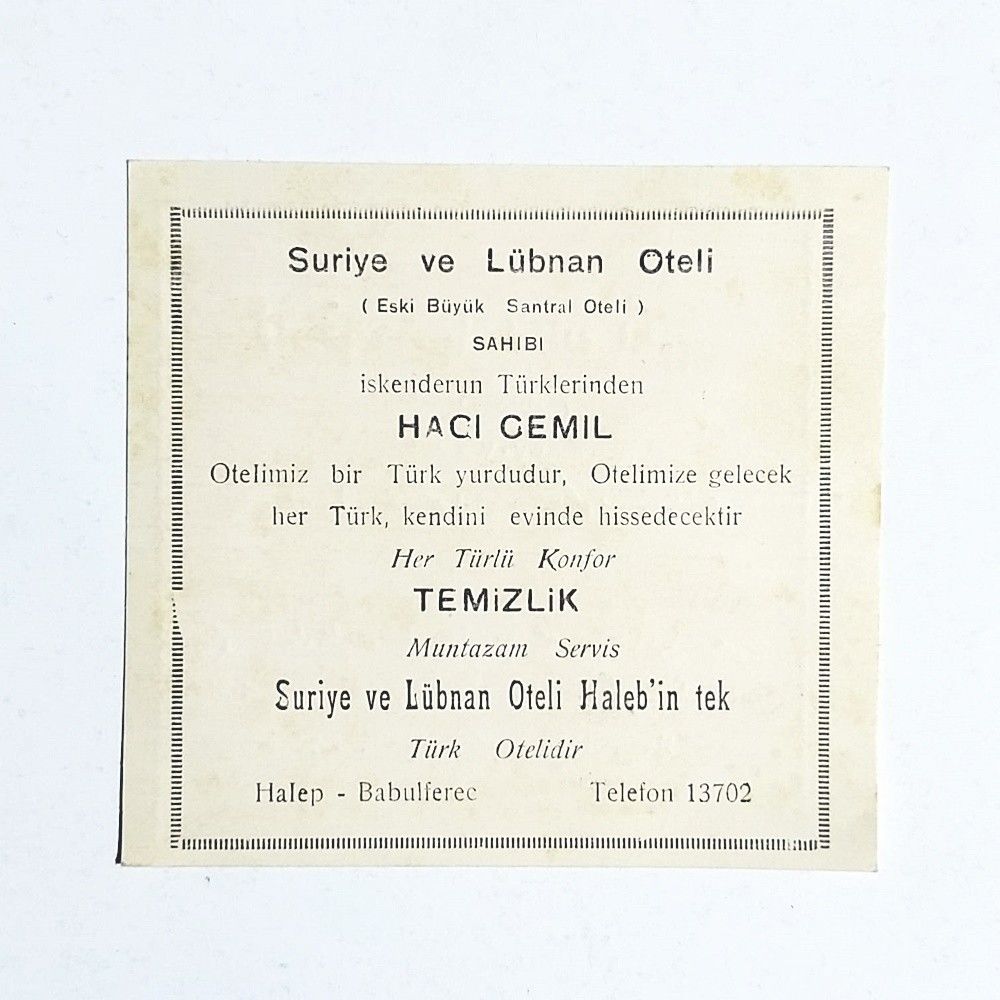 Suriye ve Lübnan Oteli
( Eski Büyük Santral Oteli )
SAHIBI
iskenderun Türklerinden
HACI CEMIL
Otelimiz bir Türk yurdudur, Otelimize gelecek
her Türk, kendini evinde hissedecektir
Her Türlü Konfor
TEMiZLiK
Muntazam Servis
Suriye ve Lübnan Oteli Haleb'in tek
Türk Otelidir
Halep - Babulferec Telefon 13702